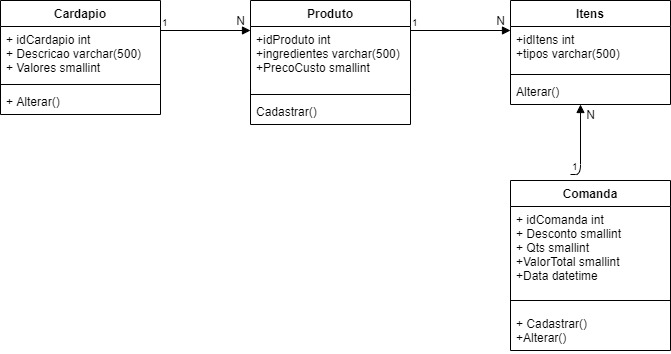 Cardapio
+ idCardapio int
+ Descricao varchar(500)
+ Valores smallint
+ Alterar()
1
N
Produto
+idProduto int
+ingredientes varchar(500)
+PrecoCusto smallint
Cadastrar()
1
N
Itens
+idItens int
+tipos varchar(500)
Alterar()
N
1
Comanda
+ idComanda int
+ Desconto smallint
+ Qts smallint
+ValorTotal smallint
+Data datetime
+ Cadastrar()
+Alterar()